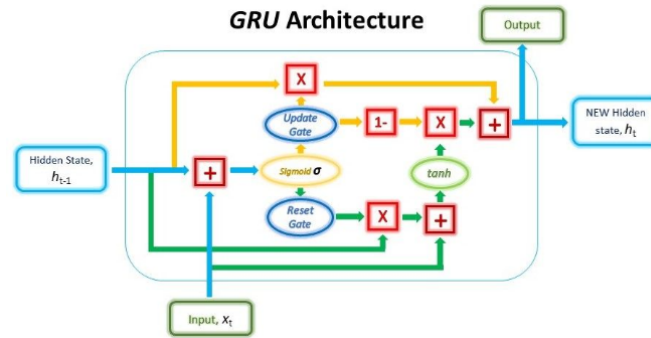 GRU Architecture
Output
X
Update
Gate
1-
X
+
NEW Hidden
state, hₜ
Hidden State,
hₜ₋₁
+
Sigmoid σ
tanh
Reset
Gate
X
+
Input, xₜ